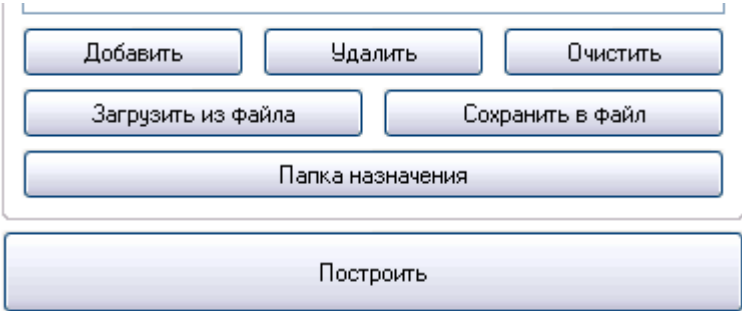 Добавить Удалить Очистить
Загрузить из файла Сохранить в файл
Папка назначения
Построить